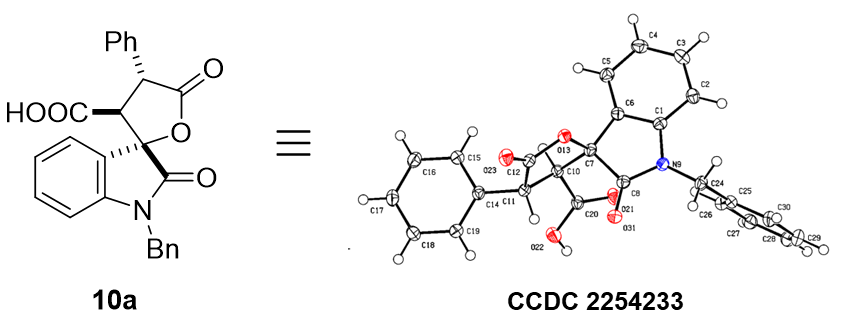 Ph
O
HOOC
O
O
N
Bn
10a
C4
C3
C5
C2
C6
C1
O13
C7
N9
C16
C15
O23
C12
C10
C24
C25
C17
C14
C11
C8
C26
C30
C20
O21
O31
C27
C28
C29
C18
C19
O22
CCDC 2254233